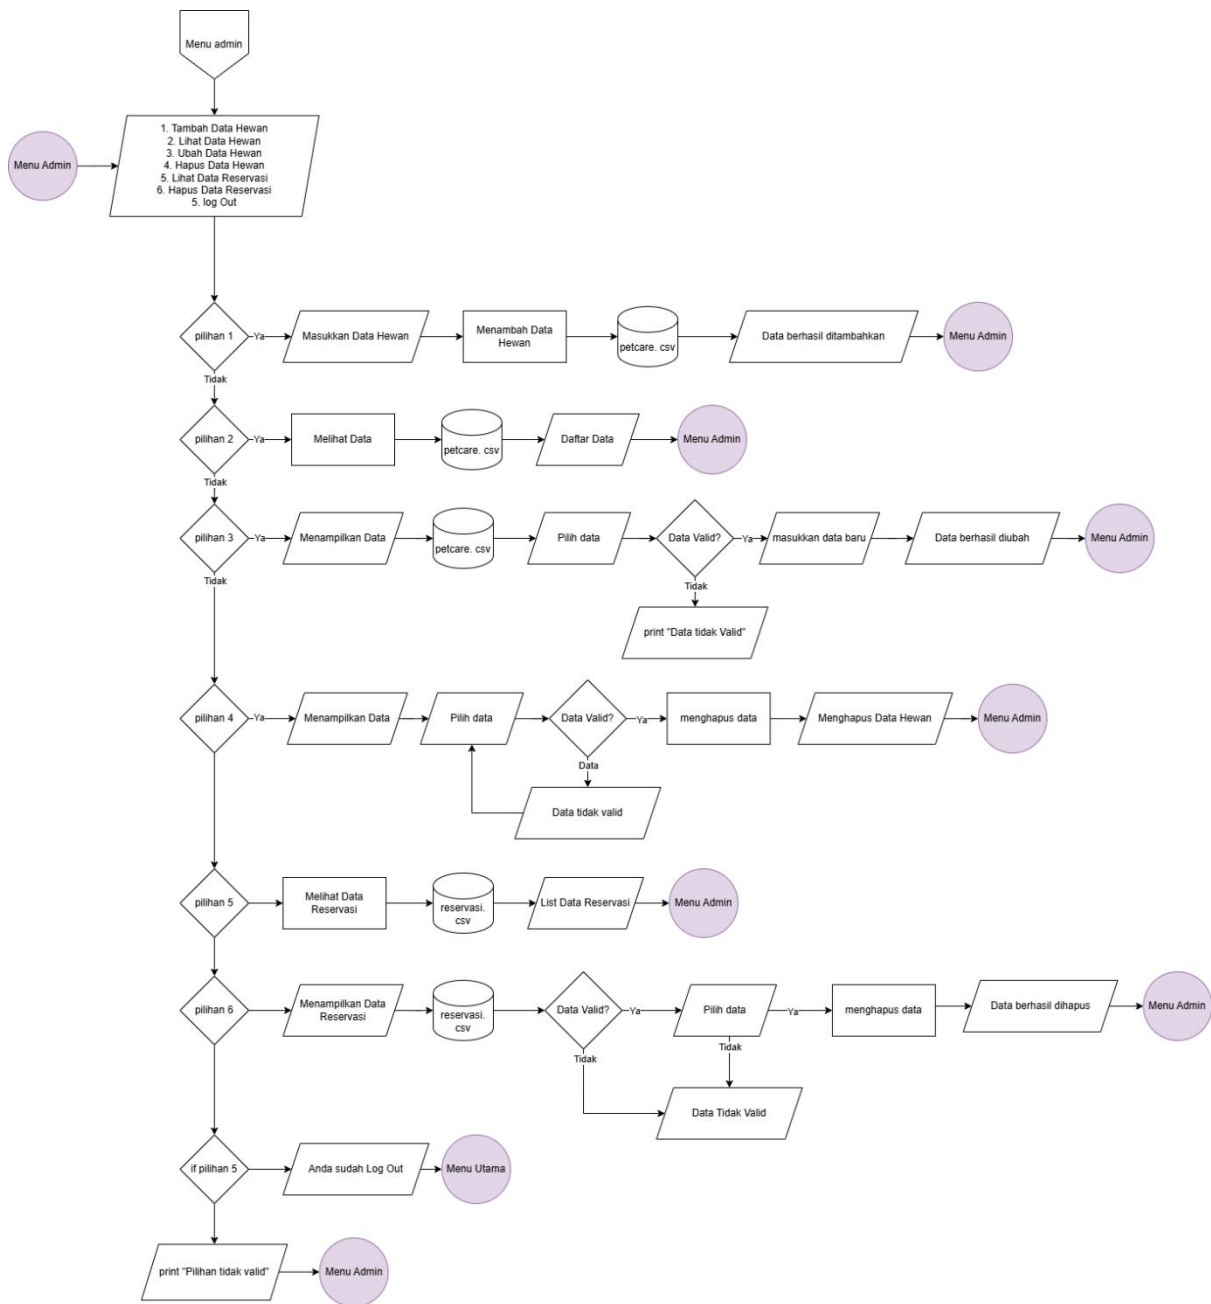 Menu admin
Menu Admin
1. Tambah Data Hewan
2. Lihat Data Hewan
3. Ubah Data Hewan
4. Hapus Data Hewan
5. Lihat Data Reservasi
6. Hapus Data Reservasi
5. log Out
pilihan 1
Ya
Masukkan Data Hewan
Menambah Data
Hewan
petcare. csv
Data berhasil ditambahkan
Menu Admin
Tidak
pilihan 2
Ya
Melihat Data
petcare. csv
Daftar Data
Menu Admin
Tidak
pilihan 3
Ya
Menampilkan Data
petcare. csv
Pilih data
Data Valid?
Ya
masukkan data baru
Data berhasil diubah
Menu Admin
Tidak
Tidak
print "Data tidak Valid"
pilihan 4
Ya
Menampilkan Data
Pilih data
Data Valid?
Ya
menghapus data
Menghapus Data Hewan
Menu Admin
Data
Data tidak valid
pilihan 5
Melihat Data
Reservasi
reservasi.
csv
List Data Reservasi
Menu Admin
pilihan 6
Menampilkan Data
Reservasi
reservasi.
csv
Data Valid?
Ya
Pilih data
Ya
menghapus data
Data berhasil dihapus
Menu Admin
Tidak
Tidak
Data Tidak Valid
if pilihan 5
Anda sudah Log Out
Menu Utama
print "Pilihan tidak valid"
Menu Admin